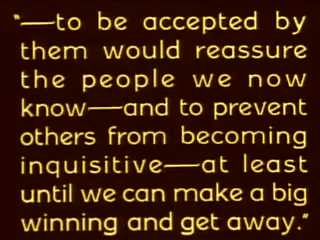 "—to be accepted by
them would reassure
the people we now
know—and to prevent
others from becoming
inquisitive—at least
until we can make a big
winning and get away."